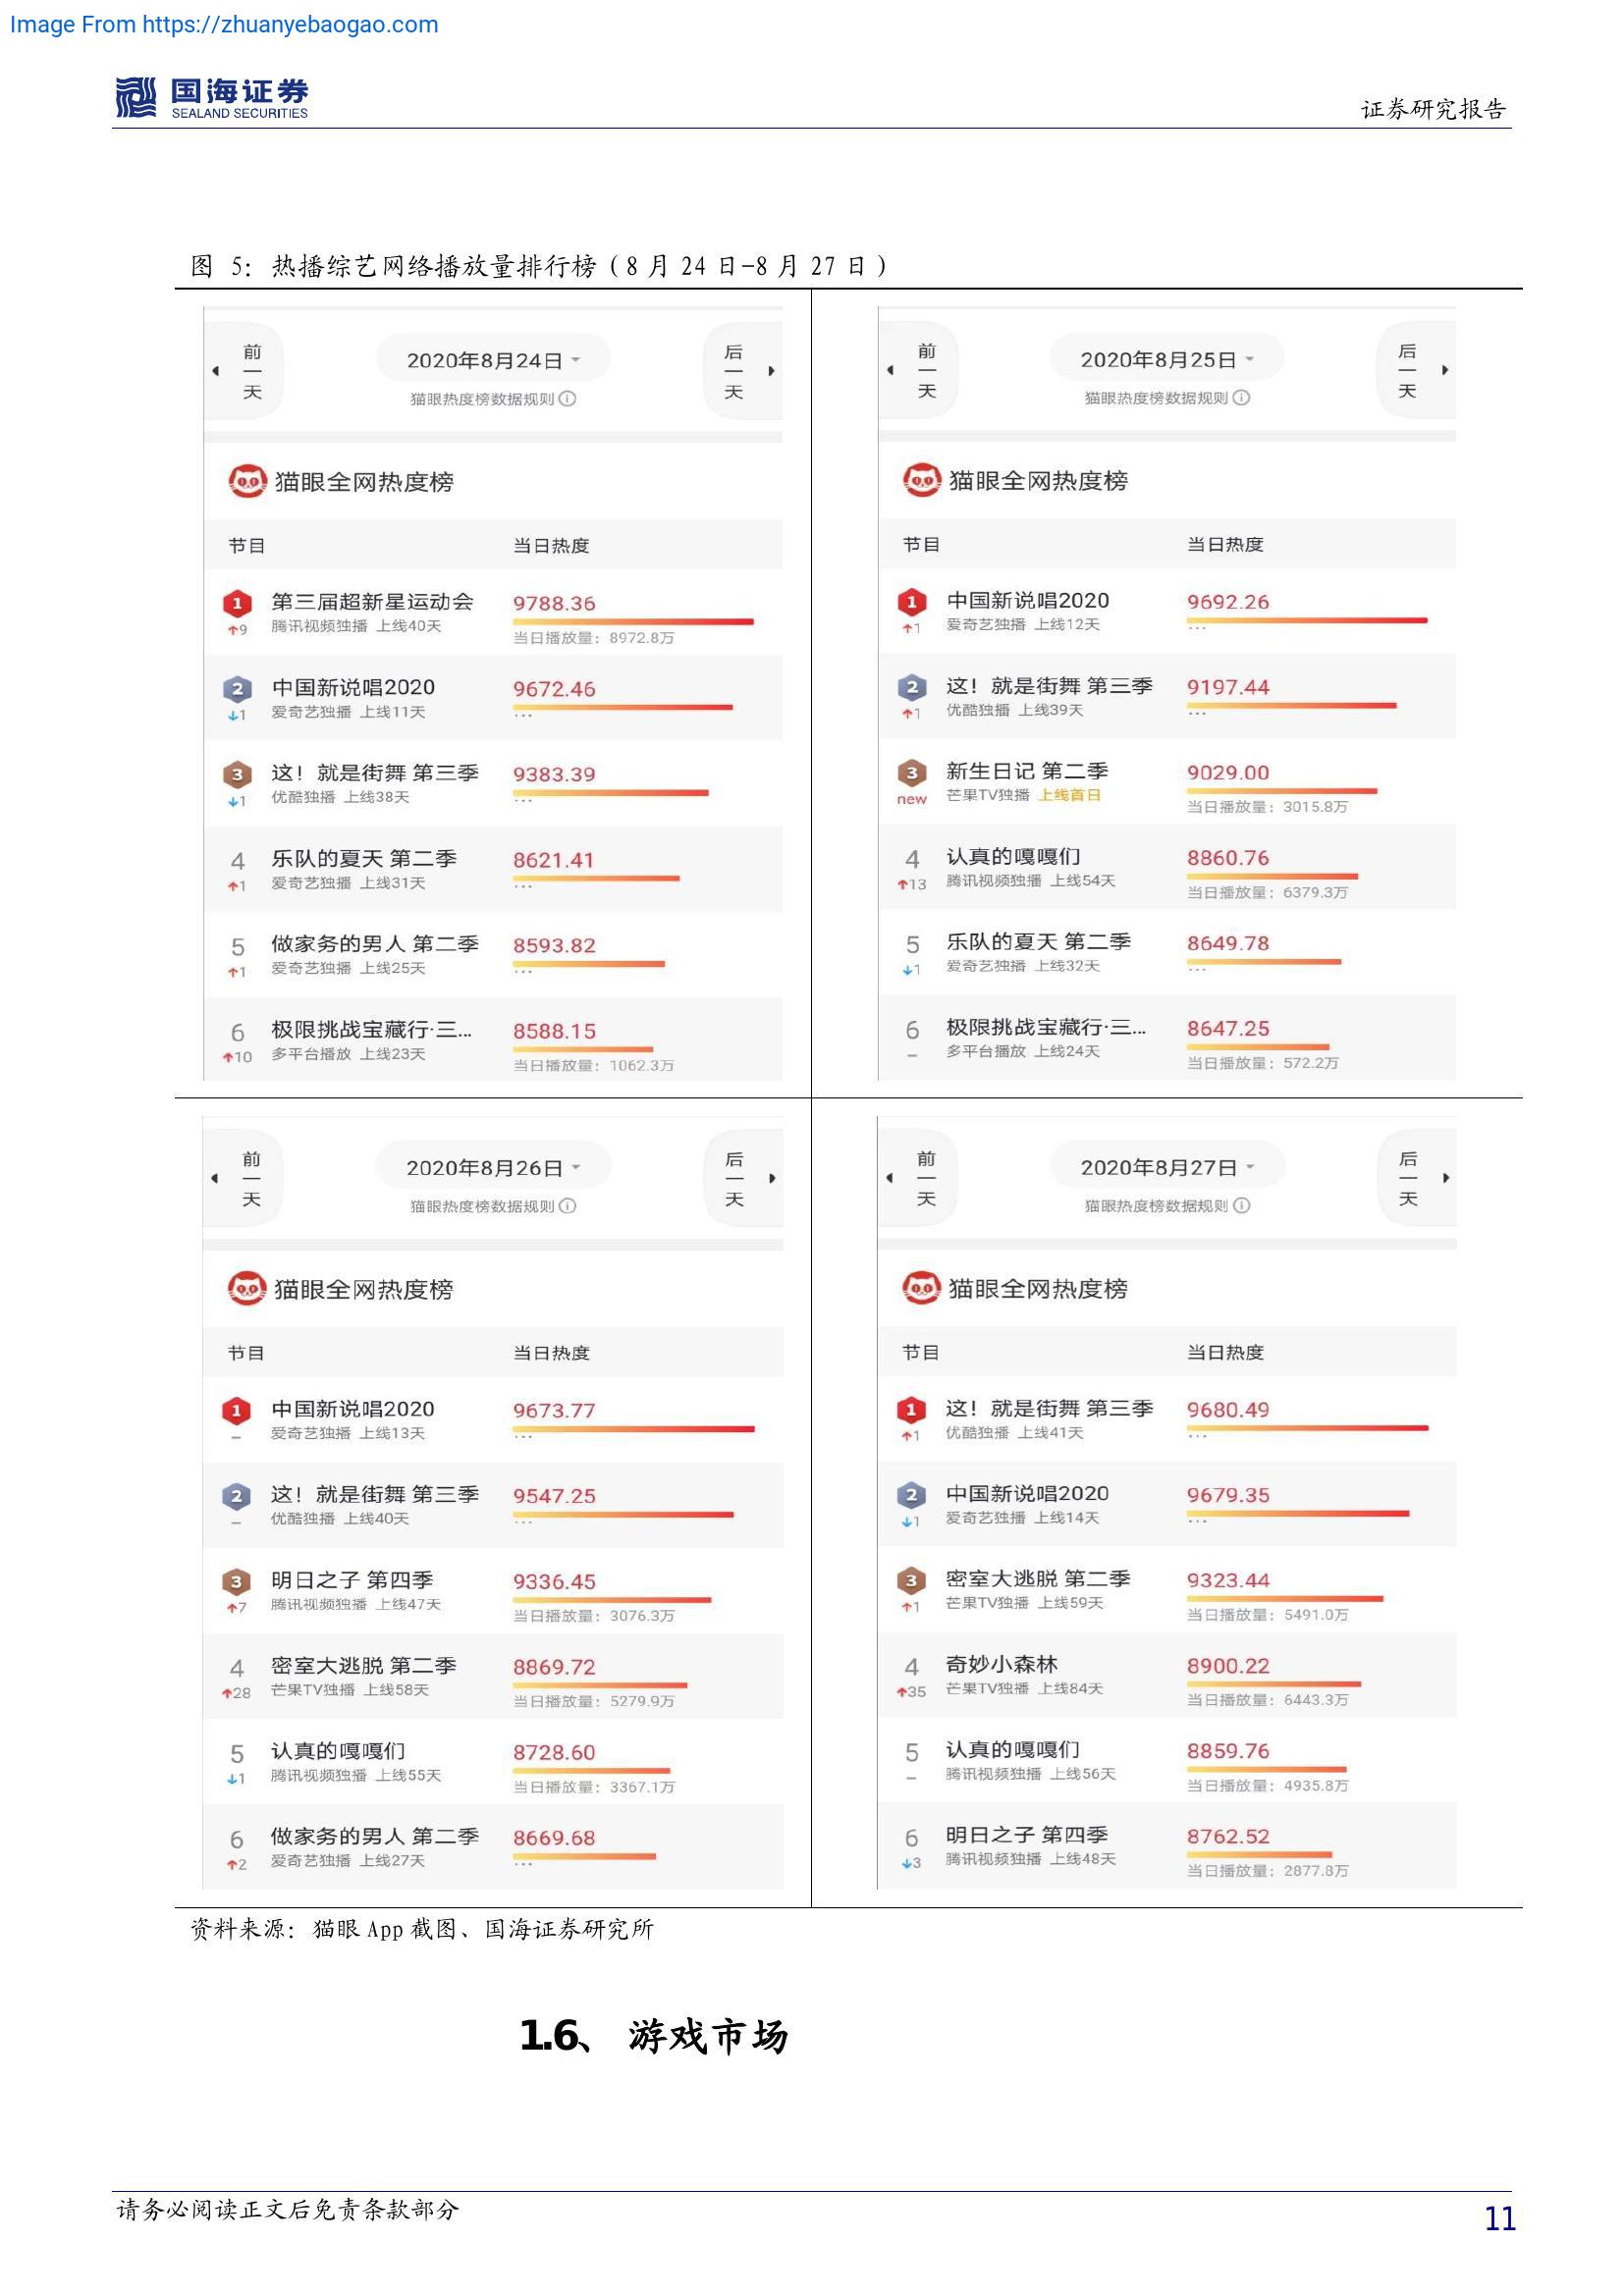 Image From https://zhuanyebaogao.com
国海证券
SEALAND SECURITIES
证券研究报告
图 5: 热播综艺网络播放量排行榜（8 月 24 日-8 月 27 日）
前一天
2020年8月24日
后一天
猫眼热度榜数据规则
猫眼全网热度榜
节目 当日热度
1 第三届超新星运动会 9788.36
↑9 腾讯视频独播 上线40天 当日播放量：8972.8万
2 中国新说唱2020 9672.46
↓1 爱奇艺独播 上线11天 ...
3 这！就是街舞 第三季 9383.39
↓1 优酷独播 上线38天 ...
4 乐队的夏天 第二季 8621.41
↑1 爱奇艺独播 上线31天 ...
5 做家务的男人 第二季 8593.82
↑1 爱奇艺独播 上线25天 ...
6 极限挑战宝藏行·三... 8588.15
↑10 多平台播放 上线23天 当日播放量：1062.3万
前一天
2020年8月25日
后一天
猫眼热度榜数据规则
猫眼全网热度榜
节目 当日热度
1 中国新说唱2020 9692.26
↑1 爱奇艺独播 上线12天 ...
2 这！就是街舞 第三季 9197.44
↑1 优酷独播 上线39天 ...
3 新生日记 第二季 9029.00
new 芒果TV独播 上线首日 当日播放量：3015.8万
4 认真的嘎嘎们 8860.76
↑13 腾讯视频独播 上线54天 当日播放量：6379.3万
5 乐队的夏天 第二季 8649.78
↓1 爱奇艺独播 上线32天 ...
6 极限挑战宝藏行·三... 8647.25
– 多平台播放 上线24天 当日播放量：572.2万
前一天
2020年8月26日
后一天
猫眼热度榜数据规则
猫眼全网热度榜
节目 当日热度
1 中国新说唱2020 9673.77
– 爱奇艺独播 上线13天 ...
2 这！就是街舞 第三季 9547.25
– 优酷独播 上线40天 ...
3 明日之子 第四季 9336.45
↑7 腾讯视频独播 上线47天 当日播放量：3076.3万
4 密室大逃脱 第二季 8869.72
↑28 芒果TV独播 上线58天 当日播放量：5279.9万
5 认真的嘎嘎们 8728.60
↓1 腾讯视频独播 上线55天 当日播放量：3367.1万
6 做家务的男人 第二季 8669.68
↑2 爱奇艺独播 上线27天 ...
前一天
2020年8月27日
后一天
猫眼热度榜数据规则
猫眼全网热度榜
节目 当日热度
1 这！就是街舞 第三季 9680.49
↑1 优酷独播 上线41天 ...
2 中国新说唱2020 9679.35
↓1 爱奇艺独播 上线14天 ...
3 密室大逃脱 第二季 9323.44
↑1 芒果TV独播 上线59天 当日播放量：5491.0万
4 奇妙小森林 8900.22
↑35 芒果TV独播 上线84天 当日播放量：6443.3万
5 认真的嘎嘎们 8859.76
– 腾讯视频独播 上线56天 当日播放量：4935.8万
6 明日之子 第四季 8762.52
↓3 腾讯视频独播 上线48天 当日播放量：2877.8万
资料来源：猫眼 App 截图、国海证券研究所
1.6、 游戏市场
请务必阅读正文后免责条款部分
11